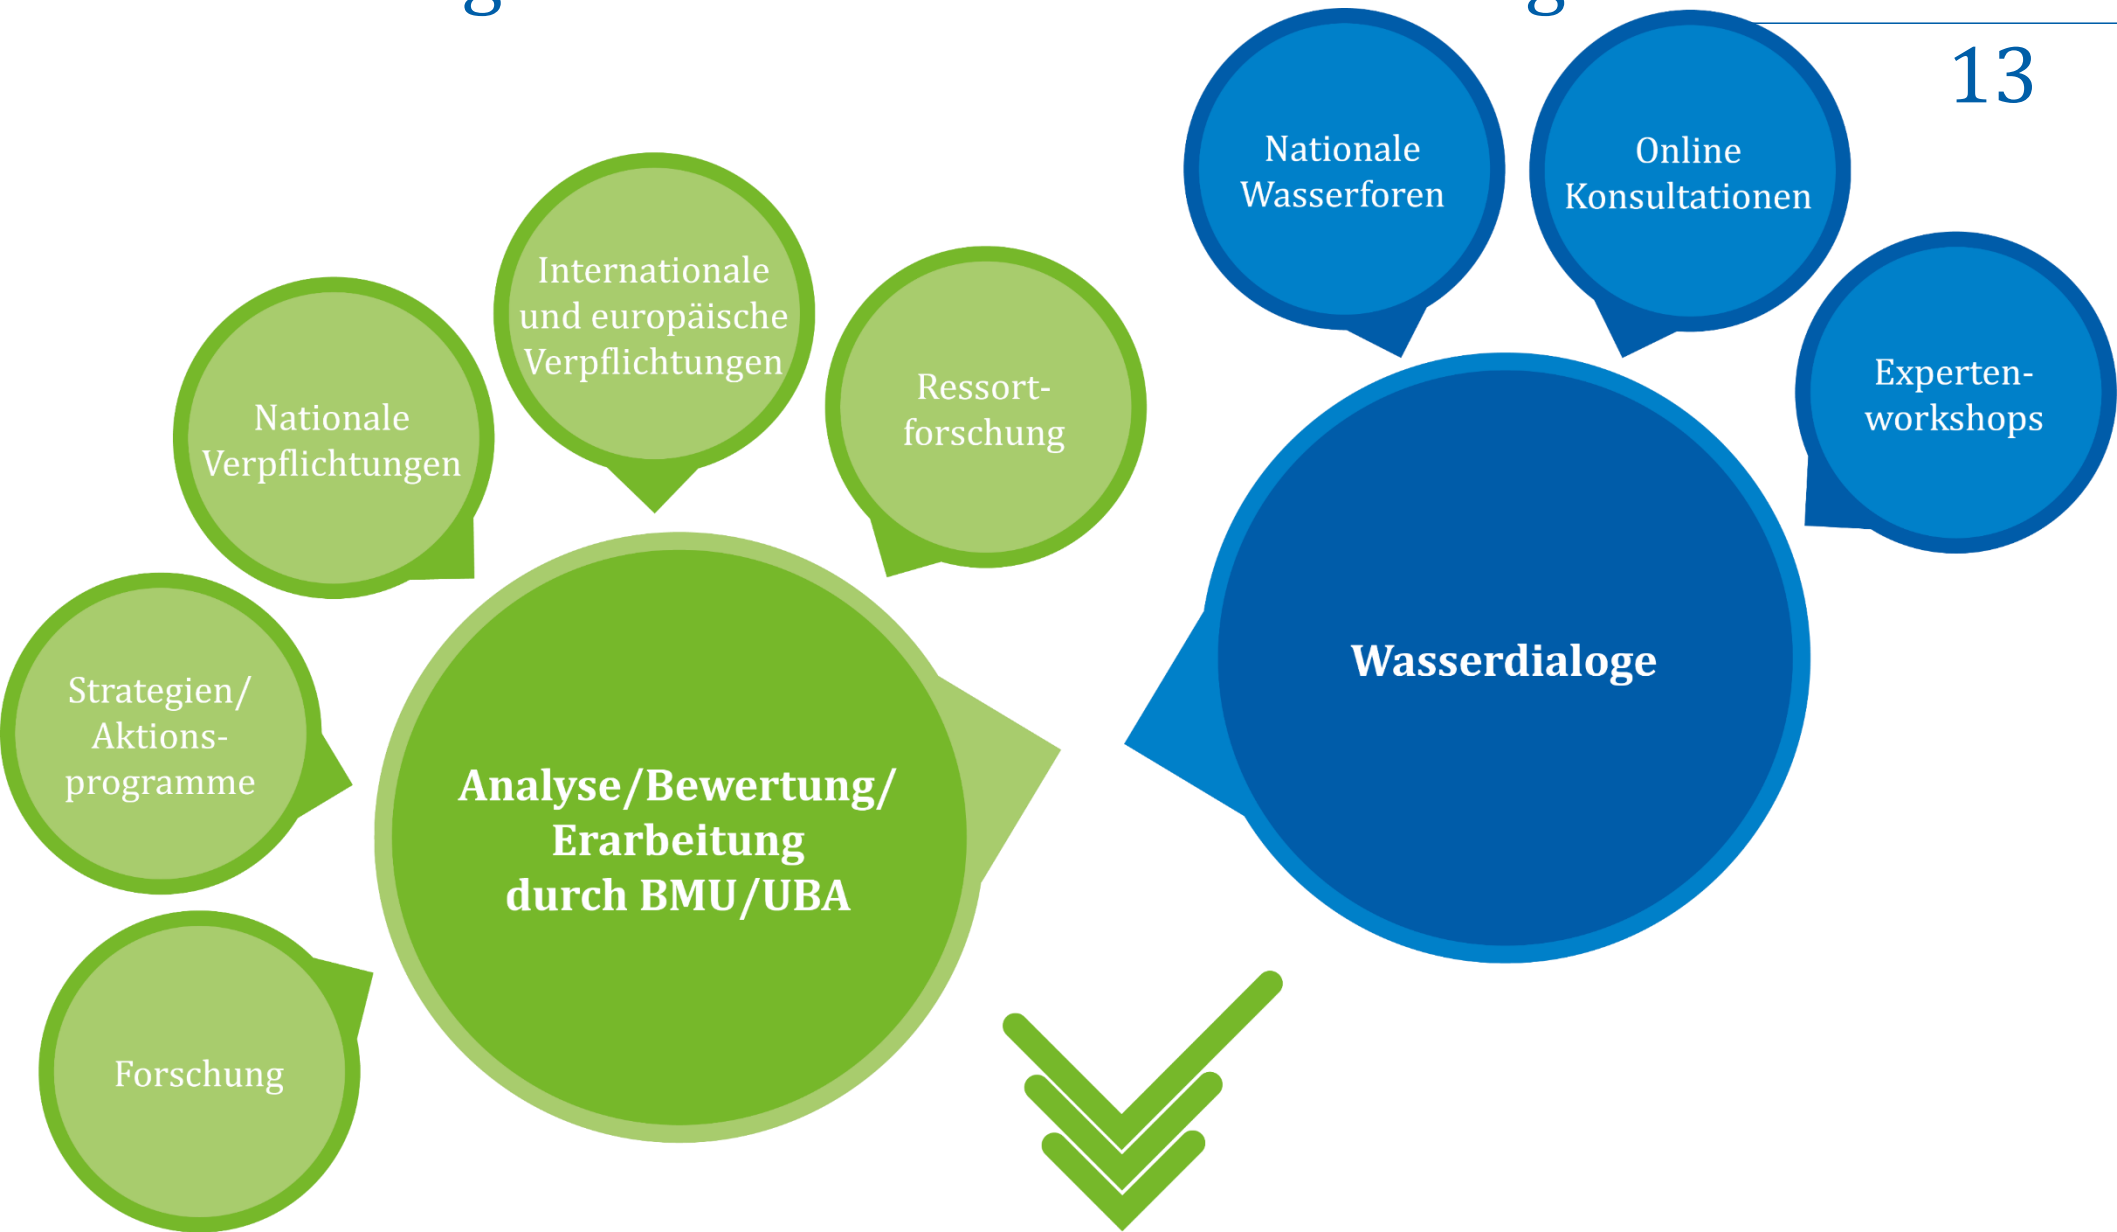 13
Nationale
Wasserforen
Online
Konsultationen
Internationale
und europäische
Verpflichtungen
Experten-
workshops
Ressort-
forschung
Nationale
Verpflichtungen
Wasserdialoge
Strategien/
Aktions-
programme
Analyse/Bewertung/
Erarbeitung
durch BMU/UBA
Forschung